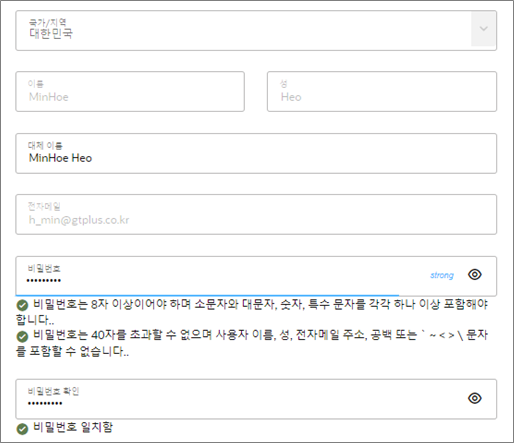 국가/지역
대한민국
이름
성
MinHoe
Heo
대체 이름
MinHoe Heo
전자메일
h_min@gtplus.co.kr
비밀번호
•••••••••
strong
비밀번호는 8자 이상이어야 하며 소문자와 대문자, 숫자, 특수 문자를 각각 하나 이상 포함해야
합니다..
비밀번호는 40자를 초과할 수 없으며 사용자 이름, 성, 전자메일 주소, 공백 또는 ` ~ < > \ 문자
를 포함할 수 없습니다..
비밀번호 확인
•••••••••
비밀번호 일치함